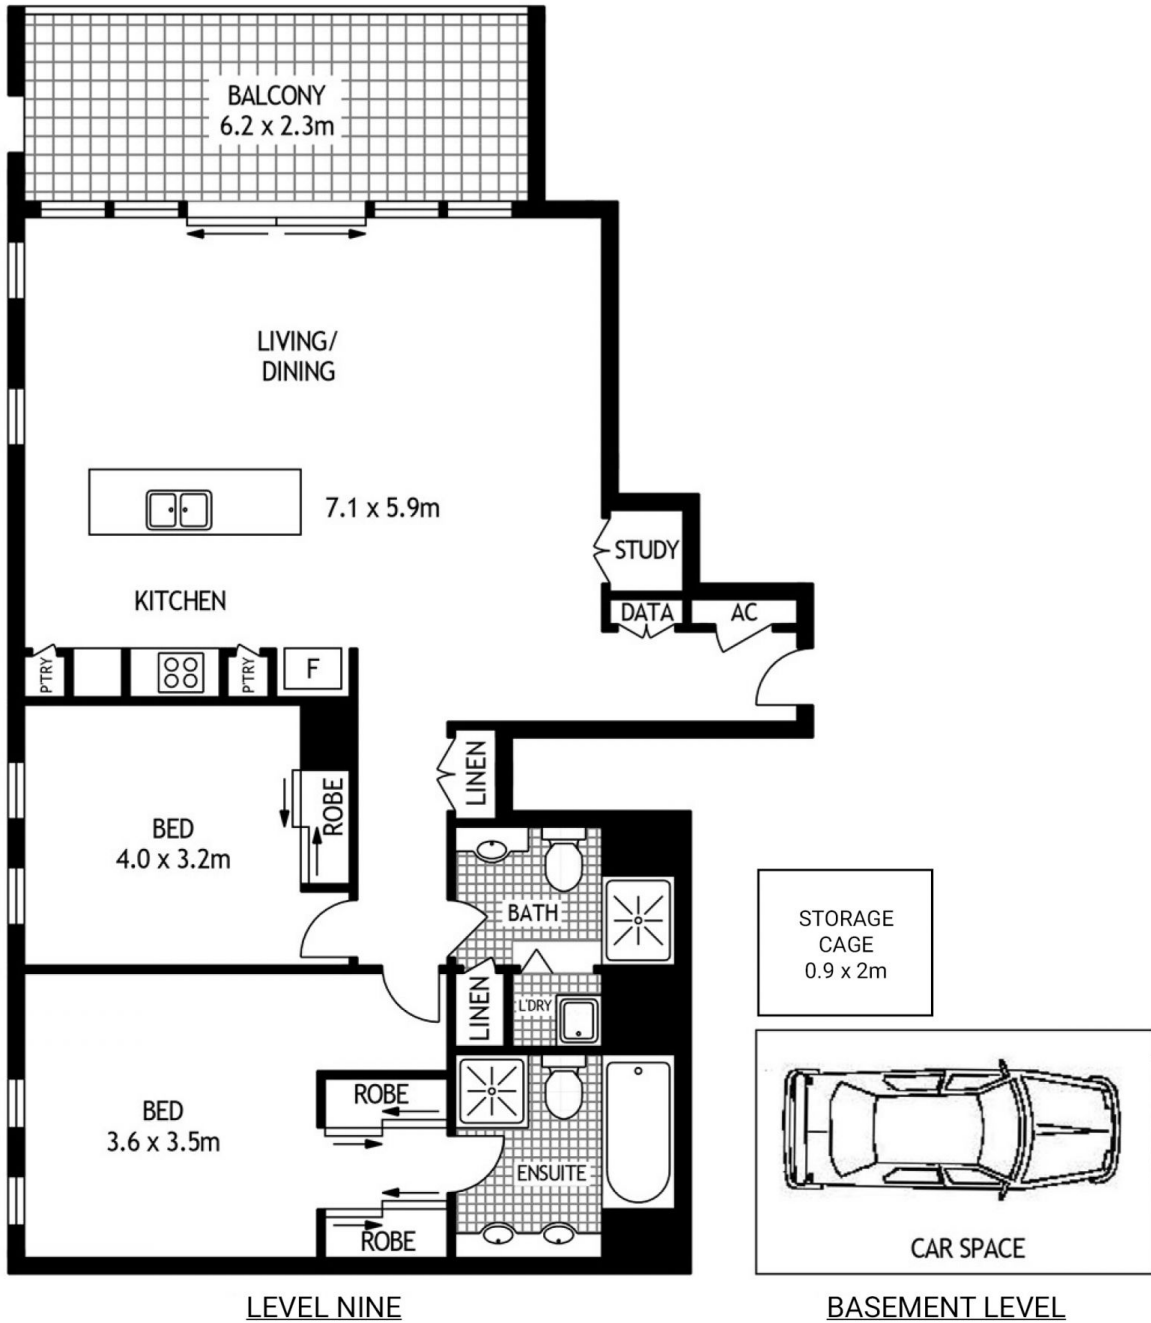 BALCONY
6.2 x 2.3m
LIVING/
DINING
7.1 x 5.9m
STUDY
KITCHEN
DATA
AC
P'TRY
P'TRY
F
LINEN
ROBE
BED
4.0 x 3.2m
BATH
STORAGE
CAGE
0.9 x 2m
LINEN
L'DRY
ROBE
BED
3.6 x 3.5m
ENSUITE
ROBE
CAR SPACE
LEVEL NINE
BASEMENT LEVEL